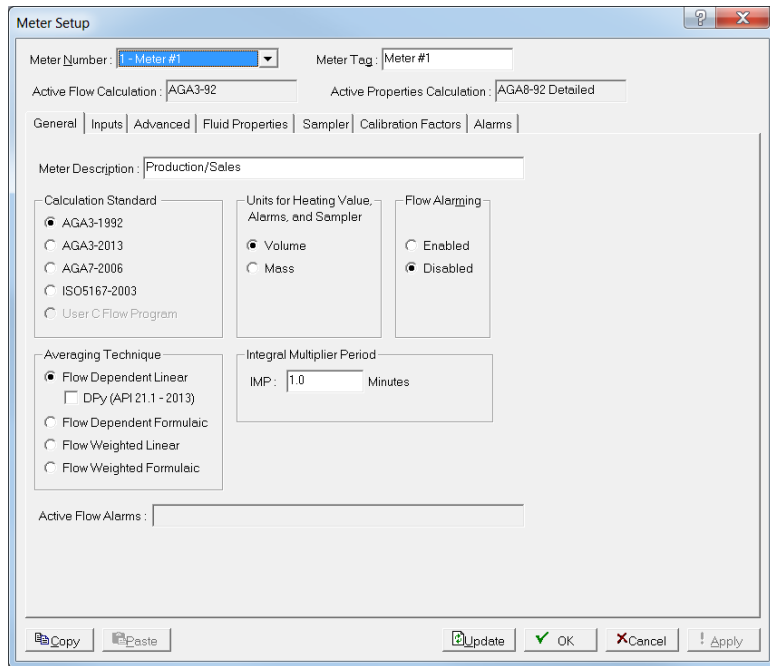 Meter Setup
Meter Number : 1 - Meter #1 Meter Tag : Meter #1
Active Flow Calculation : AGA3-92 Active Properties Calculation : AGA8-92 Detailed
General Inputs Advanced Fluid Properties Sampler Calibration Factors Alarms
Meter Description : Production/Sales
Calculation Standard
AGA3-1992
AGA3-2013
AGA7-2006
ISO5167-2003
User C Flow Program
Units for Heating Value,
Alarms, and Sampler
Volume
Mass
Flow Alarming
Enabled
Disabled
Averaging Technique
Flow Dependent Linear
DPy (API 21.1 - 2013)
Flow Dependent Formulaic
Flow Weighted Linear
Flow Weighted Formulaic
Integral Multiplier Period
IMP : 1.0 Minutes
Active Flow Alarms :
Copy Paste Update OK Cancel ! Apply